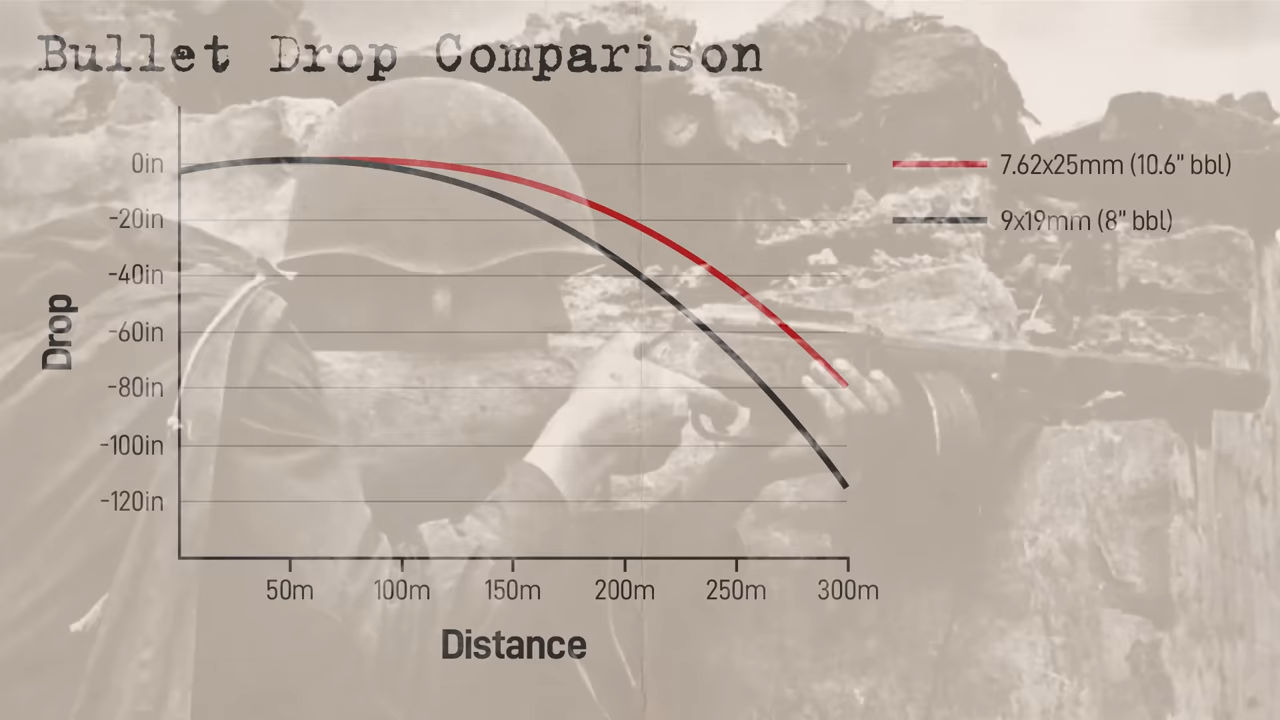 Bullet Drop Comparison
0in
-20in
-40in
-60in
-80in
-100in
-120in
Drop
50m
100m
150m
200m
250m
300m
Distance
7.62x25mm (10.6" bbl)
9x19mm (8" bbl)